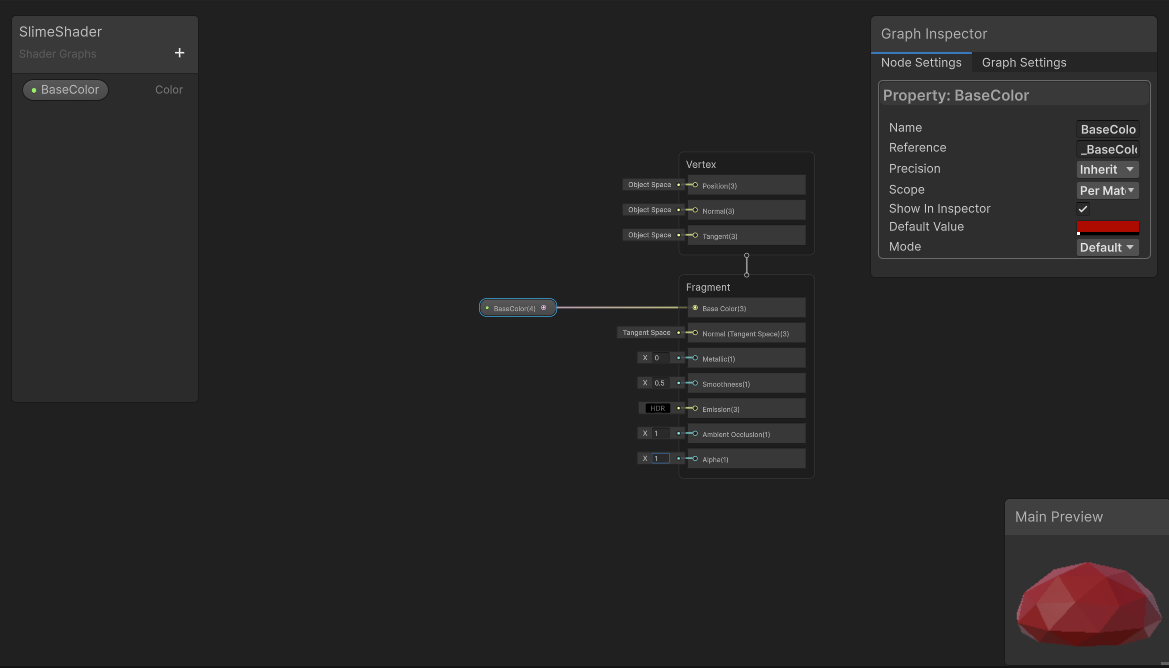 SlimeShader
Shader Graphs
+
BaseColor Color
Vertex
Object Space Position(3)
Object Space Normal(3)
Object Space Tangent(3)
Fragment
BaseColor(4) Base Color(3)
Tangent Space Normal (Tangent Space)(3)
X 0 Metallic(1)
X 0.5 Smoothness(1)
HDR Emission(3)
X 1 Ambient Occlusion(1)
X 1 Alpha(1)
Graph Inspector
Node Settings Graph Settings
Property: BaseColor
Name BaseColo
Reference _BaseColo
Precision Inherit
Scope Per Mat
Show In Inspector
Default Value
Mode Default
Main Preview